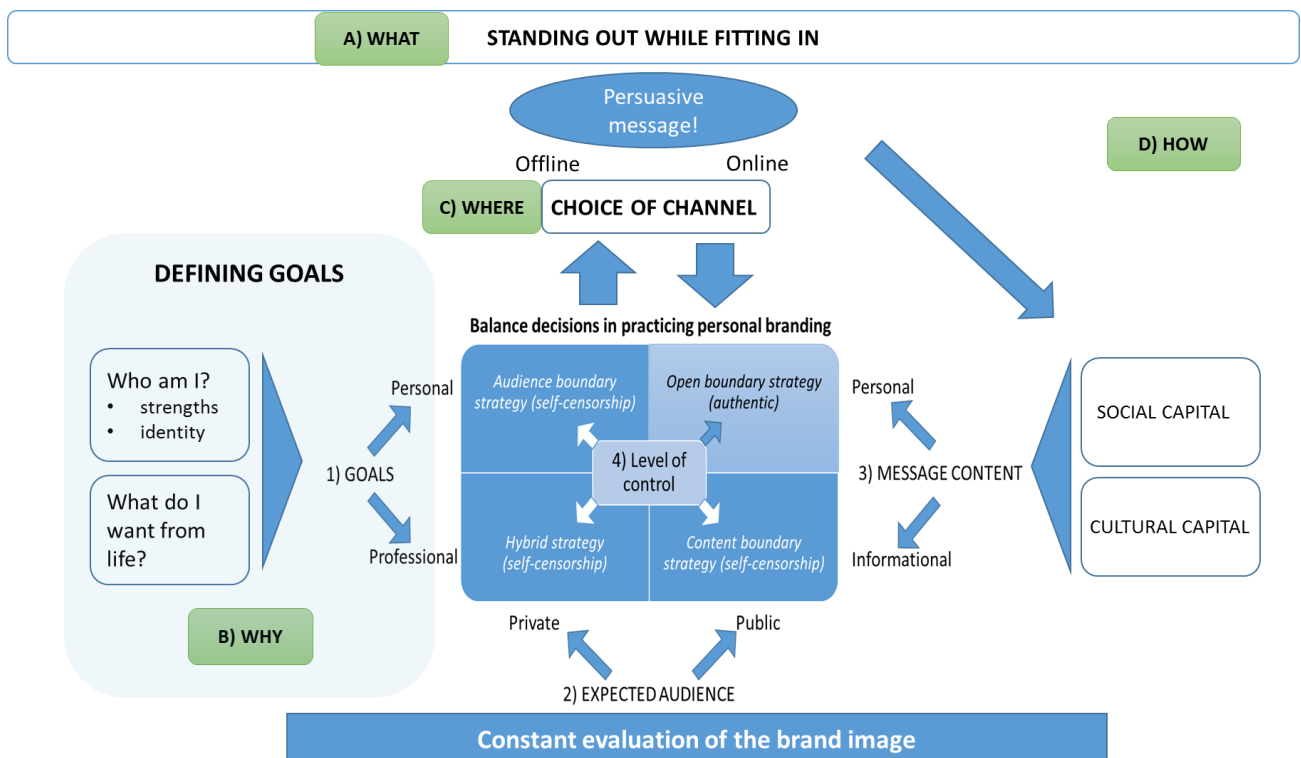 A) WHAT
STANDING OUT WHILE FITTING IN
Persuasive
message!
Offline
Online
C) WHERE
CHOICE OF CHANNEL
D) HOW
DEFINING GOALS
Who am I?
• strengths
• identity
What do I
want from
life?
B) WHY
1) GOALS
Personal
Professional
Balance decisions in practicing personal branding
Audience boundary
strategy (self-censorship)
Open boundary strategy
(authentic)
4) Level of
control
Hybrid strategy
(self-censorship)
Content boundary
strategy (self-censorship)
Private
Public
2) EXPECTED AUDIENCE
Personal
3) MESSAGE CONTENT
Informational
SOCIAL CAPITAL
CULTURAL CAPITAL
Constant evaluation of the brand image